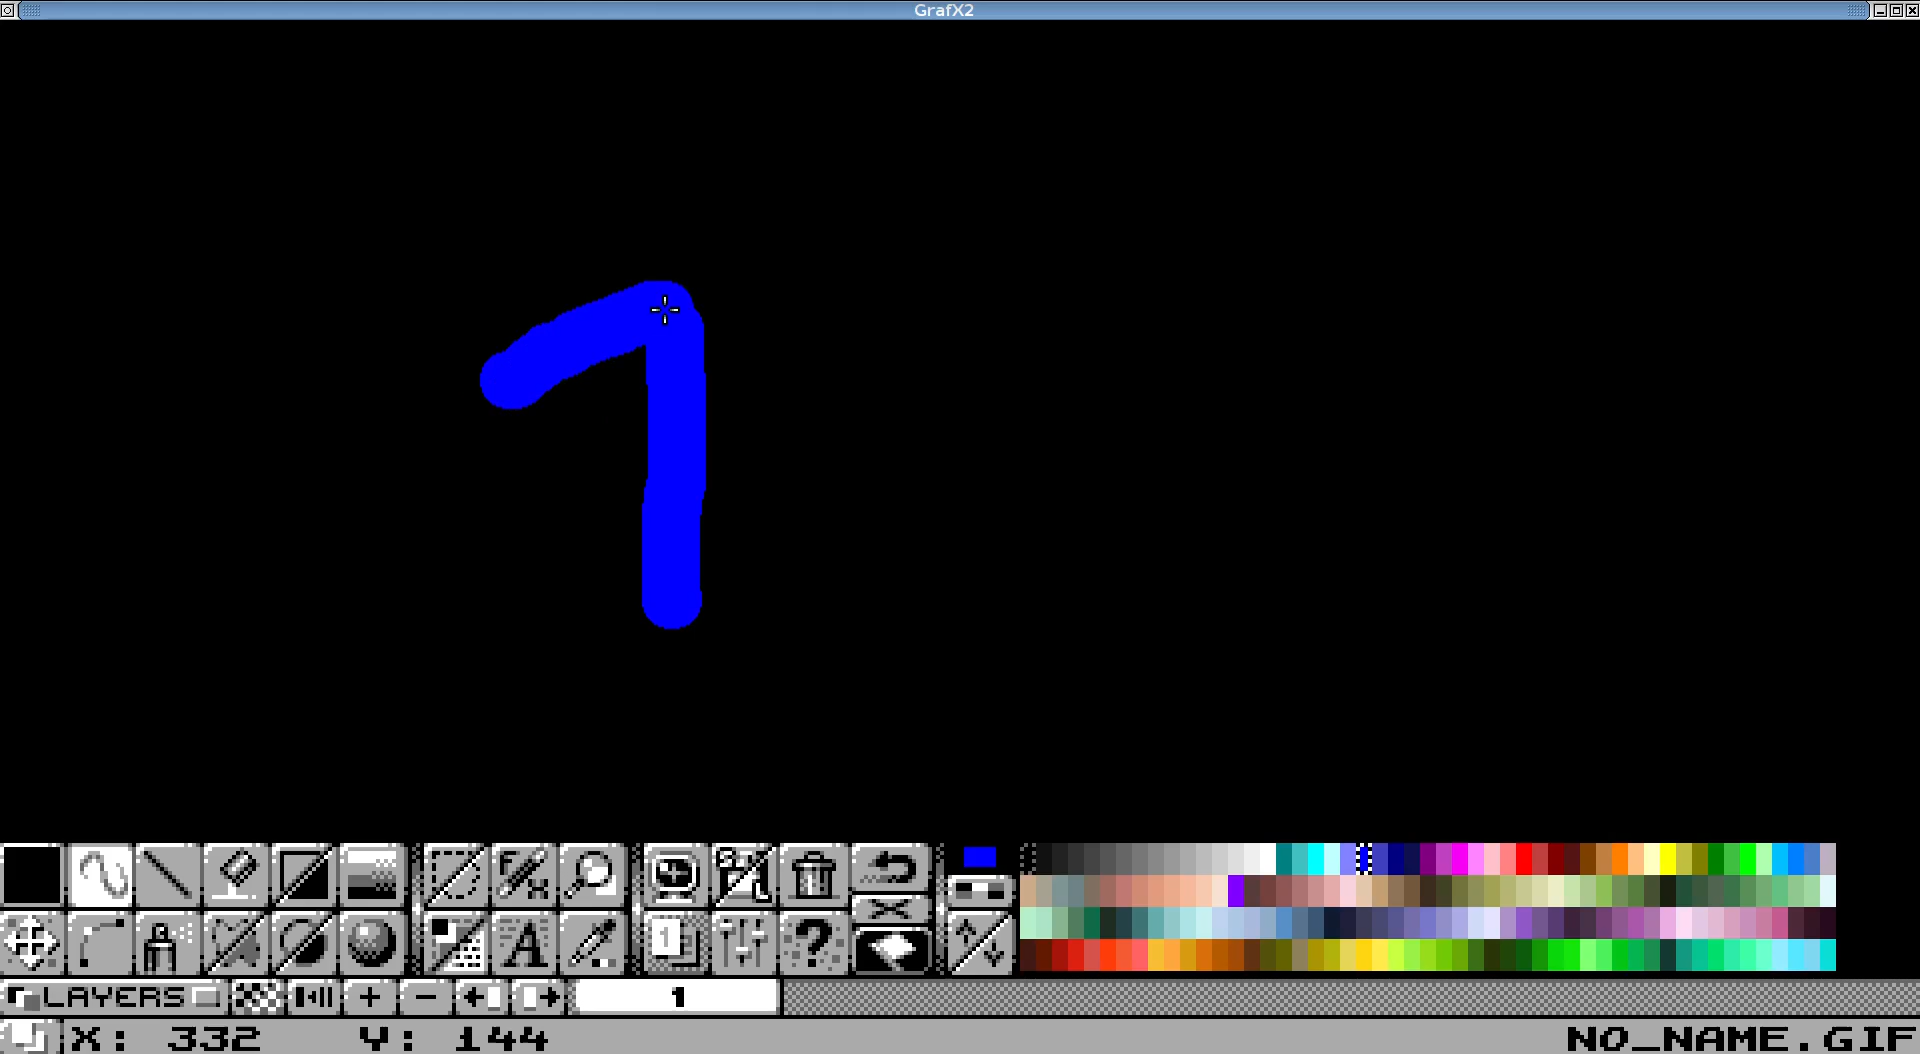 GrafX2
1
LAYERS
1
X: 332 Y: 144 NO_NAME.GIF